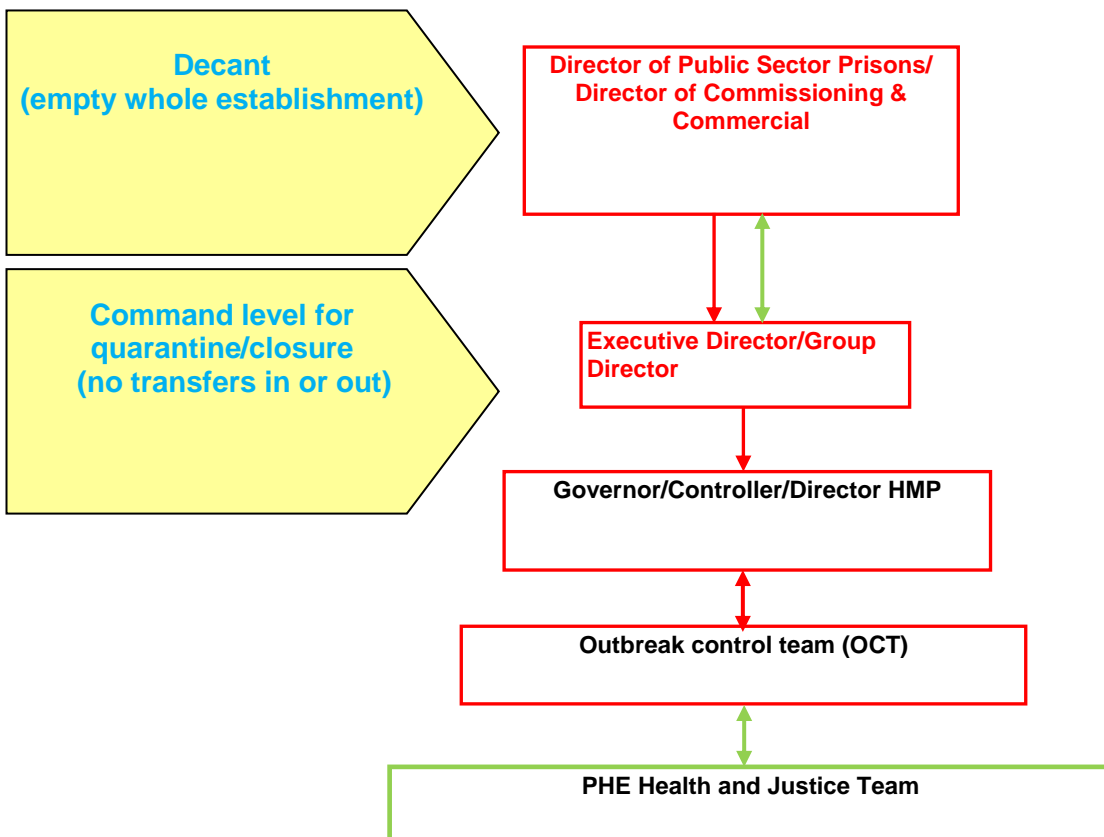 Decant
(empty whole establishment)
Director of Public Sector Prisons/
Director of Commissioning &
Commercial
Command level for
quarantine/closure
(no transfers in or out)
Executive Director/Group
Director
Governor/Controller/Director HMP
Outbreak control team (OCT)
PHE Health and Justice Team